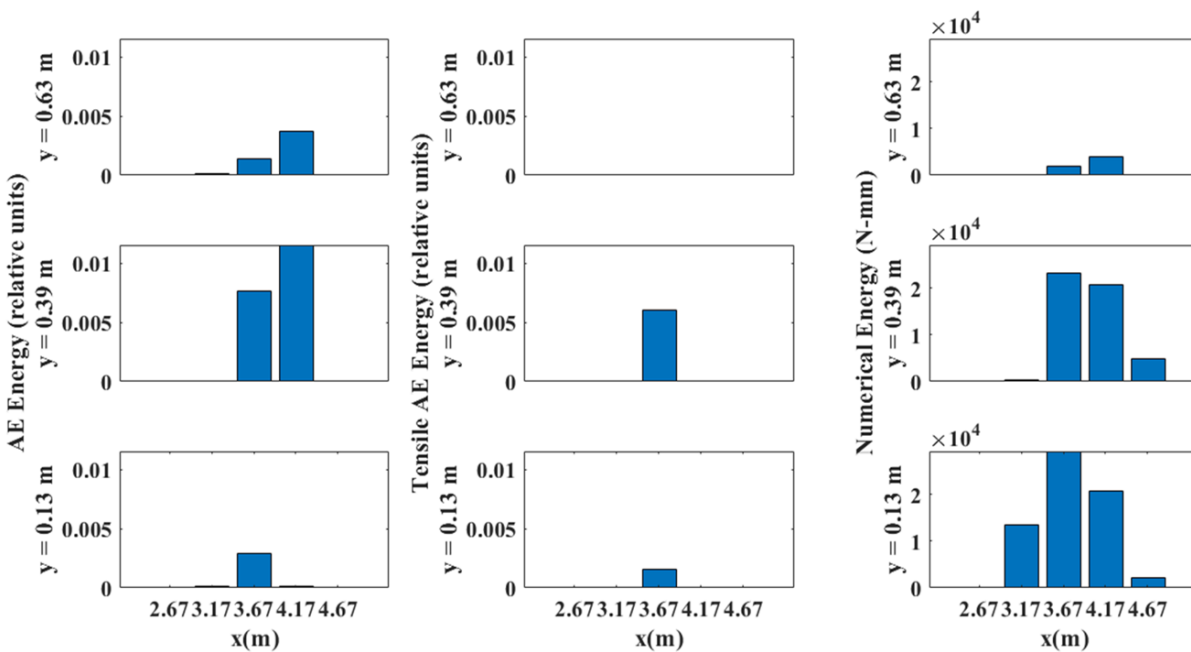 AE Energy (relative units)
y = 0.63 m
0.01
0.005
0
y = 0.39 m
0.01
0.005
0
y = 0.13 m
0.01
0.005
0
2.67 3.17 3.67 4.17 4.67
x(m)
Tensile AE Energy (relative units)
y = 0.63 m
0.01
0.005
0
y = 0.39 m
0.01
0.005
0
y = 0.13 m
0.01
0.005
0
2.67 3.17 3.67 4.17 4.67
x(m)
Numerical Energy (N-mm)
×10⁴
y = 0.63 m
2
1
0
×10⁴
y = 0.39 m
2
1
0
×10⁴
y = 0.13 m
2
1
0
2.67 3.17 3.67 4.17 4.67
x(m)